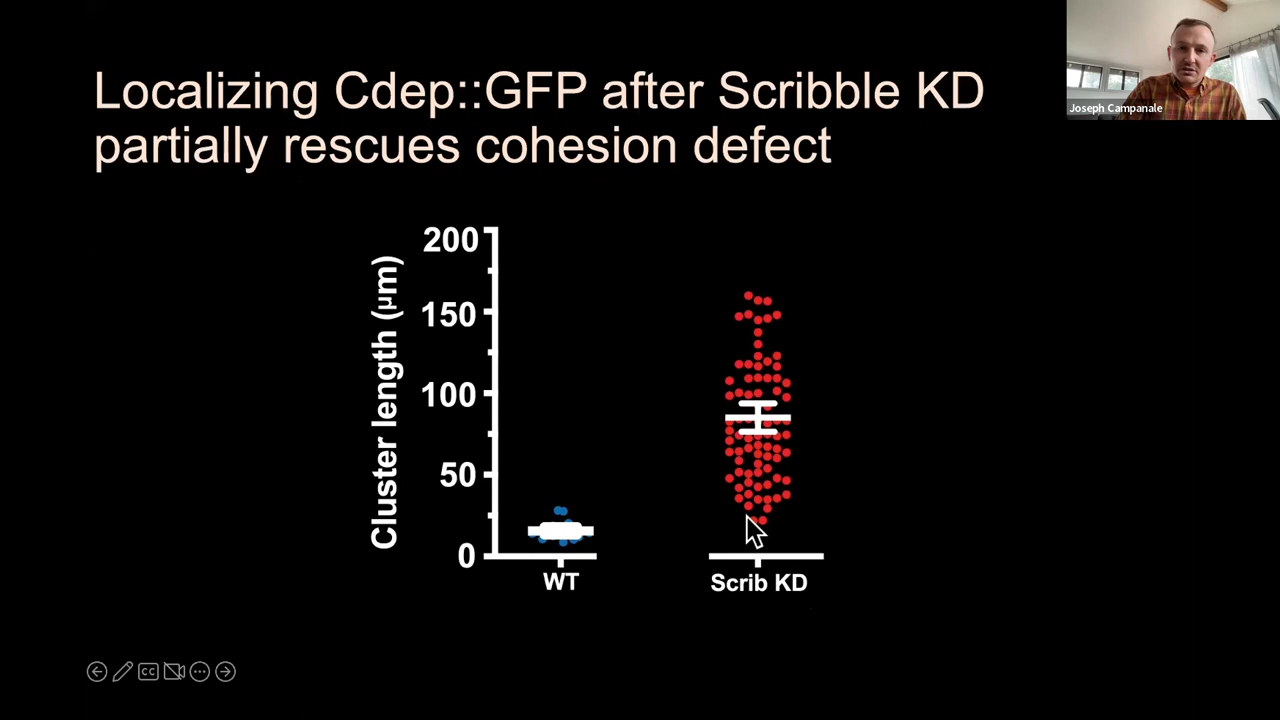 Localizing Cdep::GFP after Scribble KD
partially rescues cohesion defect
Joseph Campanale
Cluster length (µm)
200
150
100
50
0
WT
Scrib KD
CC